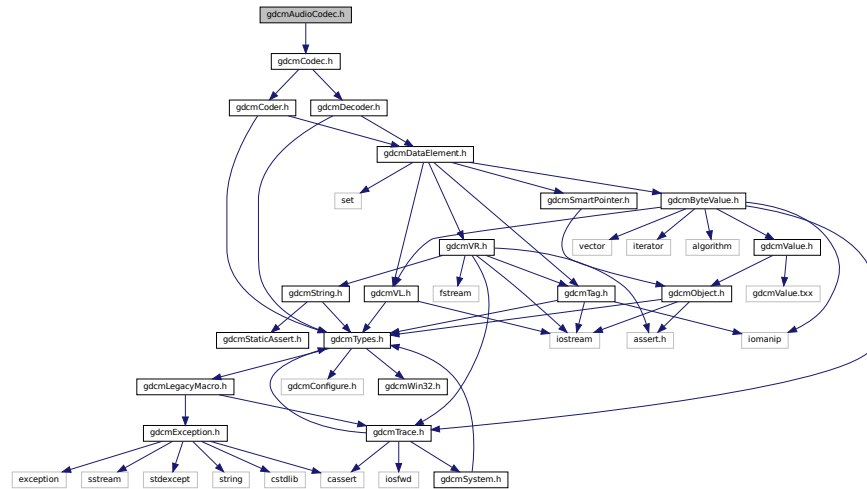 gdcmAudioCodec.h
gdcmCodec.h
gdcmCoder.h
gdcmDecoder.h
gdcmDataElement.h
set
gdcmSmartPointer.h
gdcmByteValue.h
gdcmVR.h
vector
iterator
algorithm
gdcmValue.h
gdcmString.h
gdcmVL.h
fstream
gdcmTag.h
gdcmObject.h
gdcmValue.txx
gdcmStaticAssert.h
gdcmTypes.h
iostream
assert.h
iomanip
gdcmLegacyMacro.h
gdcmConfigure.h
gdcmWin32.h
gdcmException.h
gdcmTrace.h
exception
sstream
stdexcept
string
cstdlib
cassert
iosfwd
gdcmSystem.h